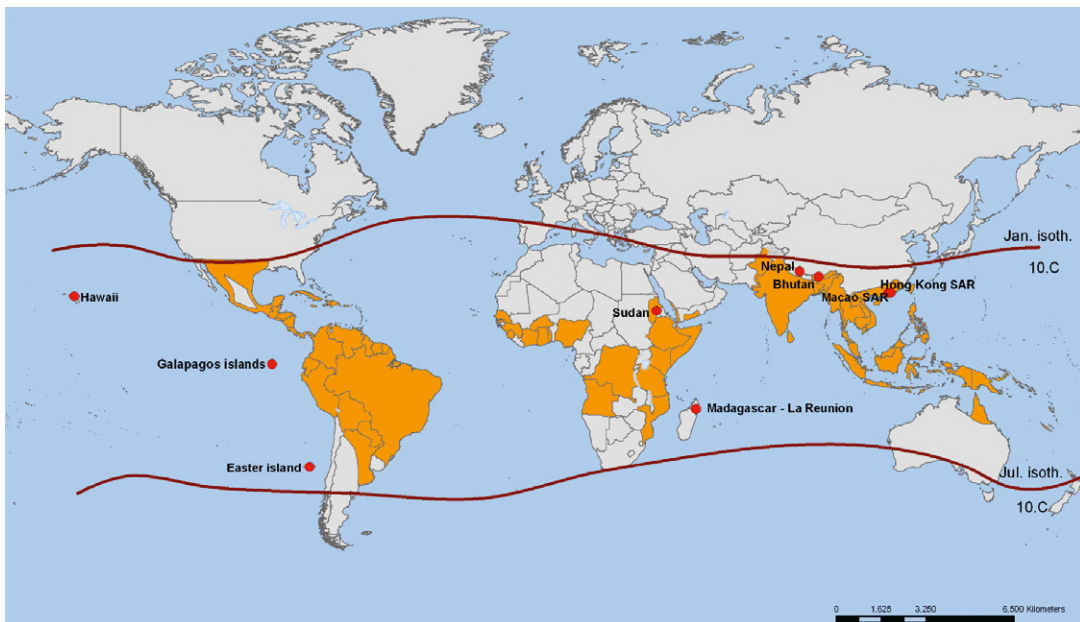 Jan. isoth.
10.C
Nepal
Bhutan
Hong Kong SAR
Macao SAR
Hawaii
Sudan
Galapagos islands
Madagascar - La Reunion
Easter island
Jul. isoth.
10.C
0 1,625 3,250 6,500 Kilometers